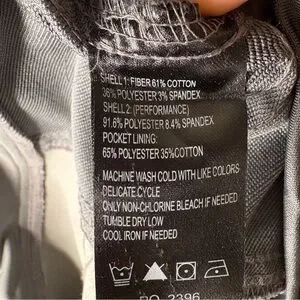 SHELL 1: FIBER 61% COTTON
36% POLYESTER 3% SPANDEX
SHELL 2: (PERFORMANCE)
91.6% POLYESTER 8.4% SPANDEX
POCKET LINING:
65% POLYESTER 35%COTTON
MACHINE WASH COLD WITH LIKE COLORS
DELICATE CYCLE
ONLY NON-CHLORINE BLEACH IF NEEDED
TUMBLE DRY LOW
COOL IRON IF NEEDED
2396